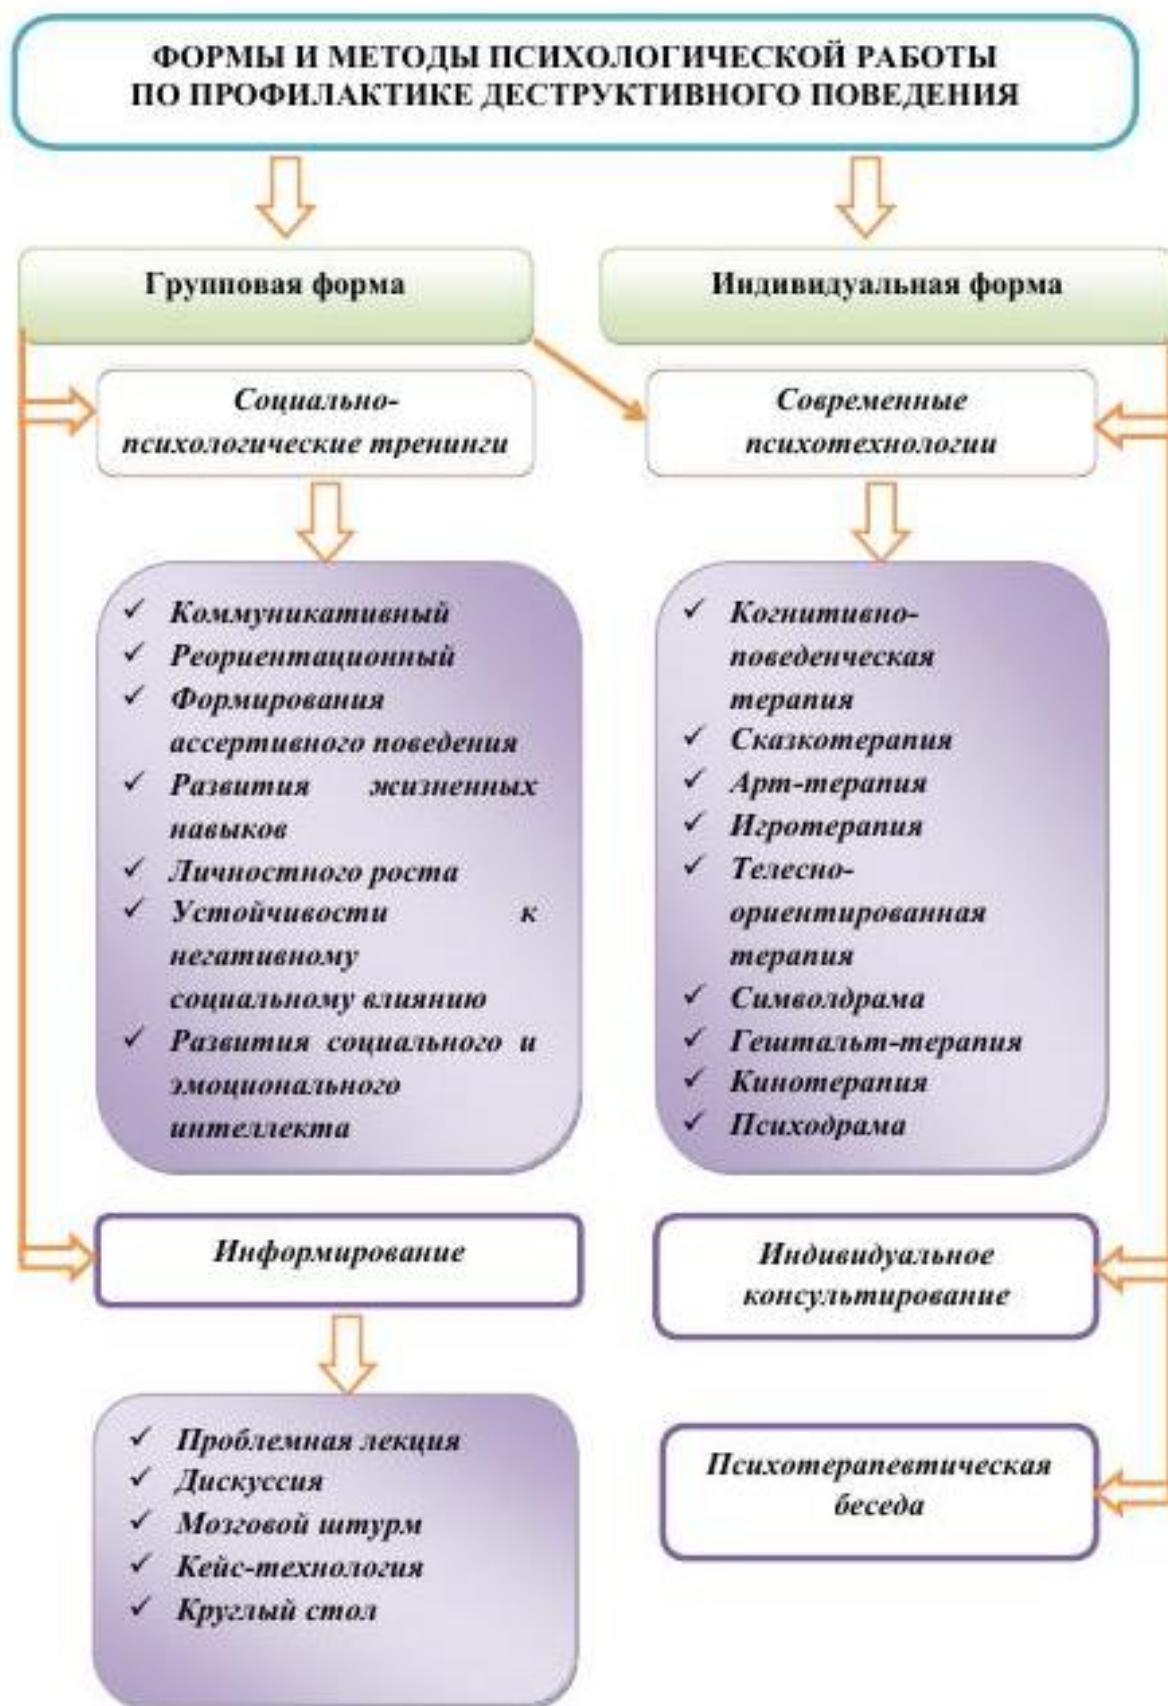 ФОРМЫ И МЕТОДЫ ПСИХОЛОГИЧЕСКОЙ РАБОТЫ
ПО ПРОФИЛАКТИКЕ ДЕСТРУКТИВНОГО ПОВЕДЕНИЯ
Групповая форма
Индивидуальная форма
Социально-
психологические тренинги
Современные
психотехнологии
✓ Коммуникативный
✓ Реориентационный
✓ Формирования
ассертивного поведения
✓ Развития жизненных
навыков
✓ Личностного роста
✓ Устойчивости к
негативному
социальному влиянию
✓ Развития социального и
эмоционального
интеллекта
✓ Когнитивно-
поведенческая
терапия
✓ Сказкотерапия
✓ Арт-терапия
✓ Игротерапия
✓ Телесно-
ориентированная
терапия
✓ Символдрама
✓ Гештальт-терапия
✓ Кинотерапия
✓ Психодрама
Информирование
Индивидуальное
консультирование
✓ Проблемная лекция
✓ Дискуссия
✓ Мозговой штурм
✓ Кейс-технология
✓ Круглый стол
Психотерапевтическая
беседа